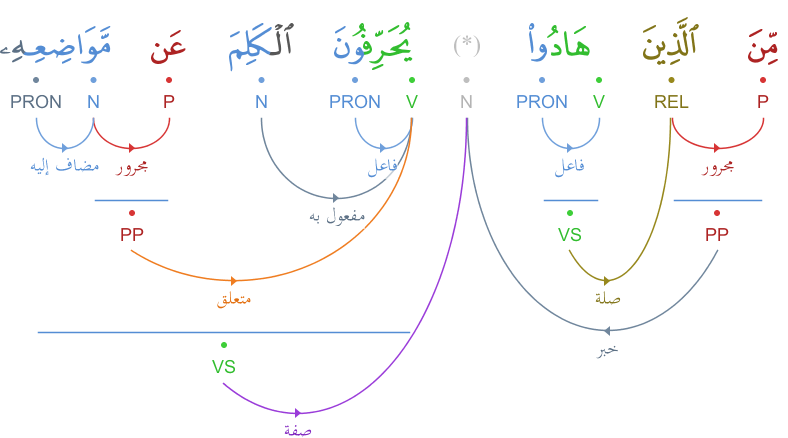 مِّنَ ٱلَّذِينَ هَادُوا۟ (*) يُحَرِّفُونَ ٱلْكَلِمَ عَن مَّوَاضِعِهِۦ
P REL V PRON N V PRON N P N PRON
مجرور فاعل فاعل مجرور مضاف إليه
مفعول به
PP VS PP
صلة متعلق
خبر
VS
صفة